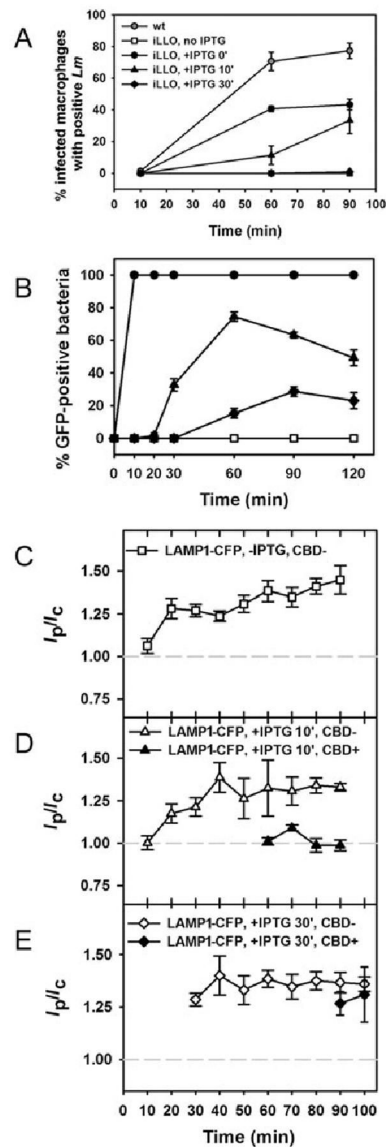 A
% infected macrophages
with positive Lm
100
80
60
40
20
0
wt
iLLO, no IPTG
iLLO, +IPTG 0'
iLLO, +IPTG 10'
iLLO, +IPTG 30'
0 10 20 30 40 50 60 70 80 90 100
Time (min)
B
% GFP-positive bacteria
100
80
60
40
20
0
0 10 20 30 60 90 120
Time (min)
C
LAMP1-CFP, -IPTG, CBD-
Ip/Ic
1.50
1.25
1.00
0.75
D
LAMP1-CFP, +IPTG 10', CBD-
LAMP1-CFP, +IPTG 10', CBD+
Ip/Ic
1.50
1.25
1.00
0.75
E
LAMP1-CFP, +IPTG 30', CBD-
LAMP1-CFP, +IPTG 30', CBD+
Ip/Ic
1.50
1.25
1.00
0 10 20 30 40 50 60 70 80 90 100
Time (min)